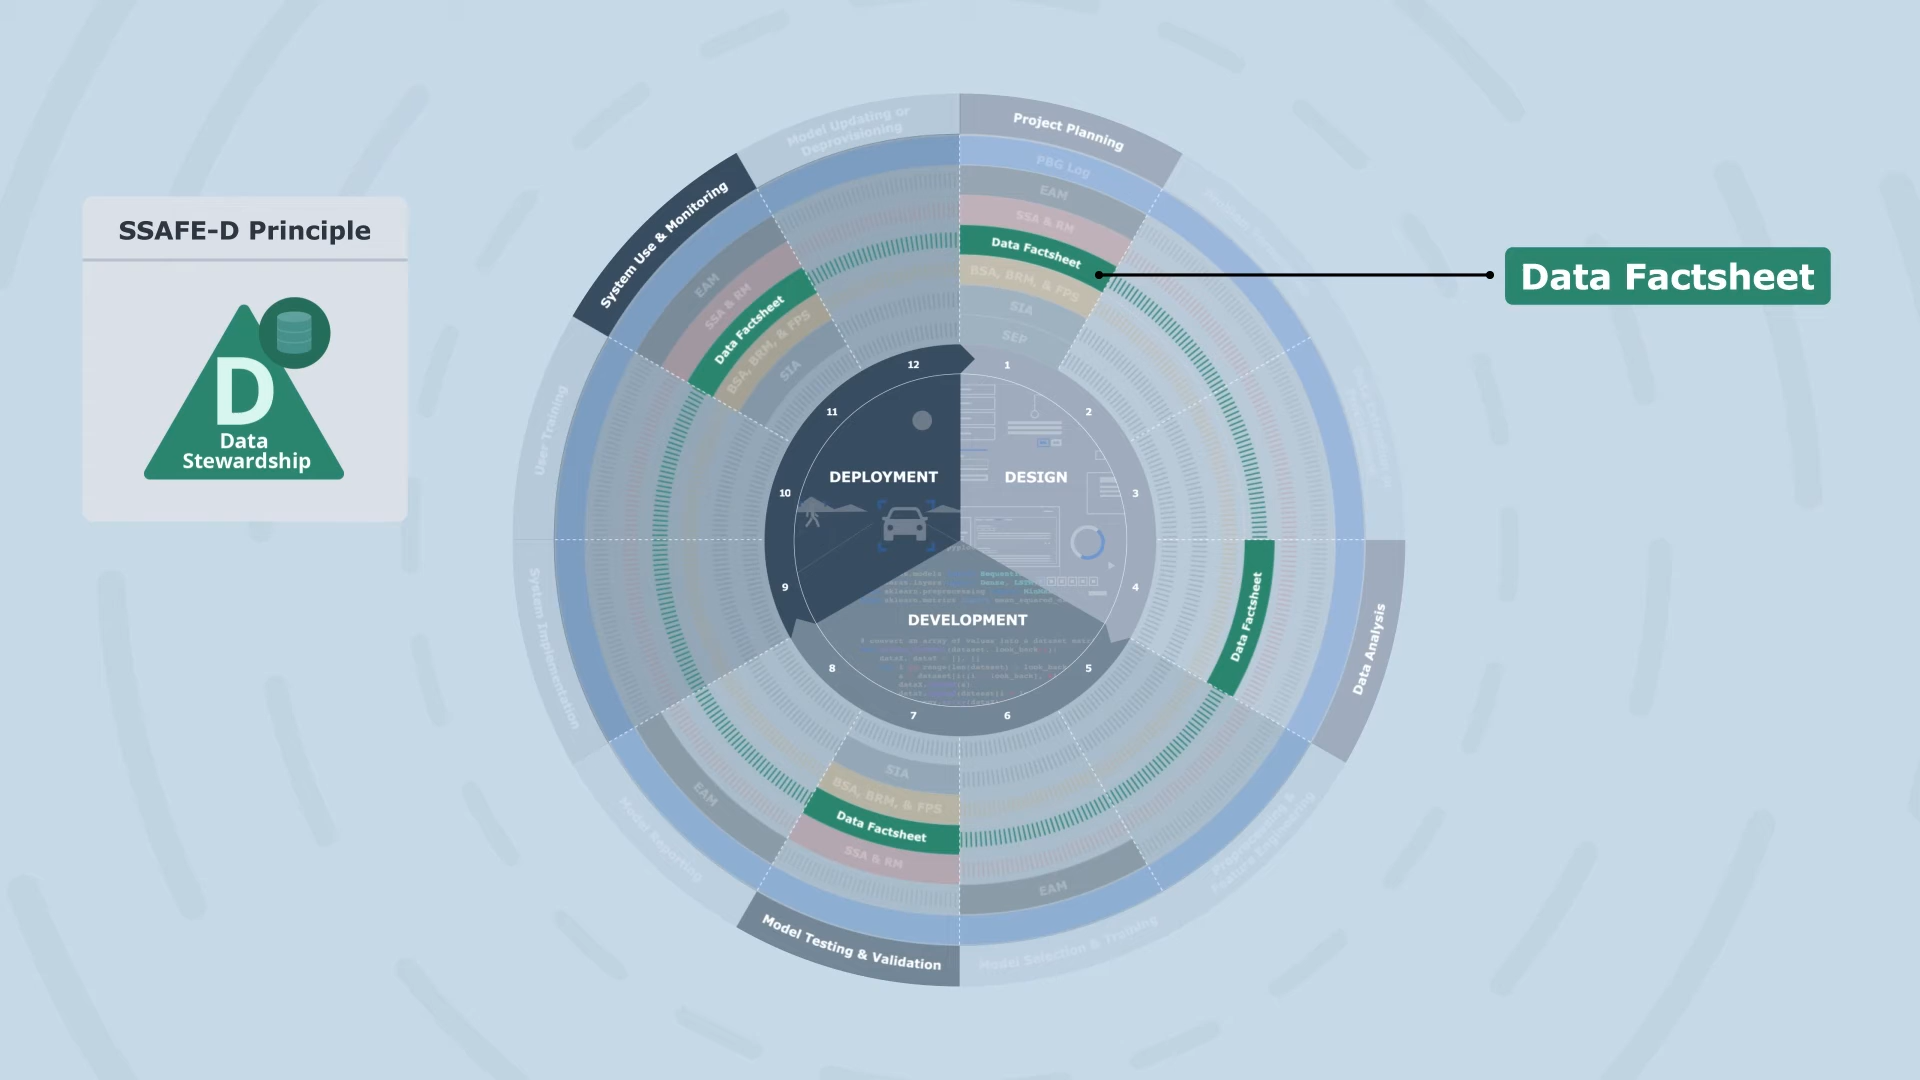 SSAFE-D Principle
D
Data
Stewardship
Data Factsheet
Project Planning
PBG Log
EAM
SSA & RM
Data Factsheet
BSA, BRM, & FPS
SIA
SEP
Data Analysis
Data Factsheet
Model Selection & Training
EAM
Model Testing & Validation
SSA & RM
Data Factsheet
BSA, BRM, & FPS
SIA
Model Reporting
EAM
System Implementation
User Training
System Use & Monitoring
EAM
SSA & RM
Data Factsheet
BSA, BRM, & FPS
SIA
Model Updating or
Deprovisioning
12
1
2
3
4
5
6
7
8
9
10
11
DEPLOYMENT
DESIGN
DEVELOPMENT